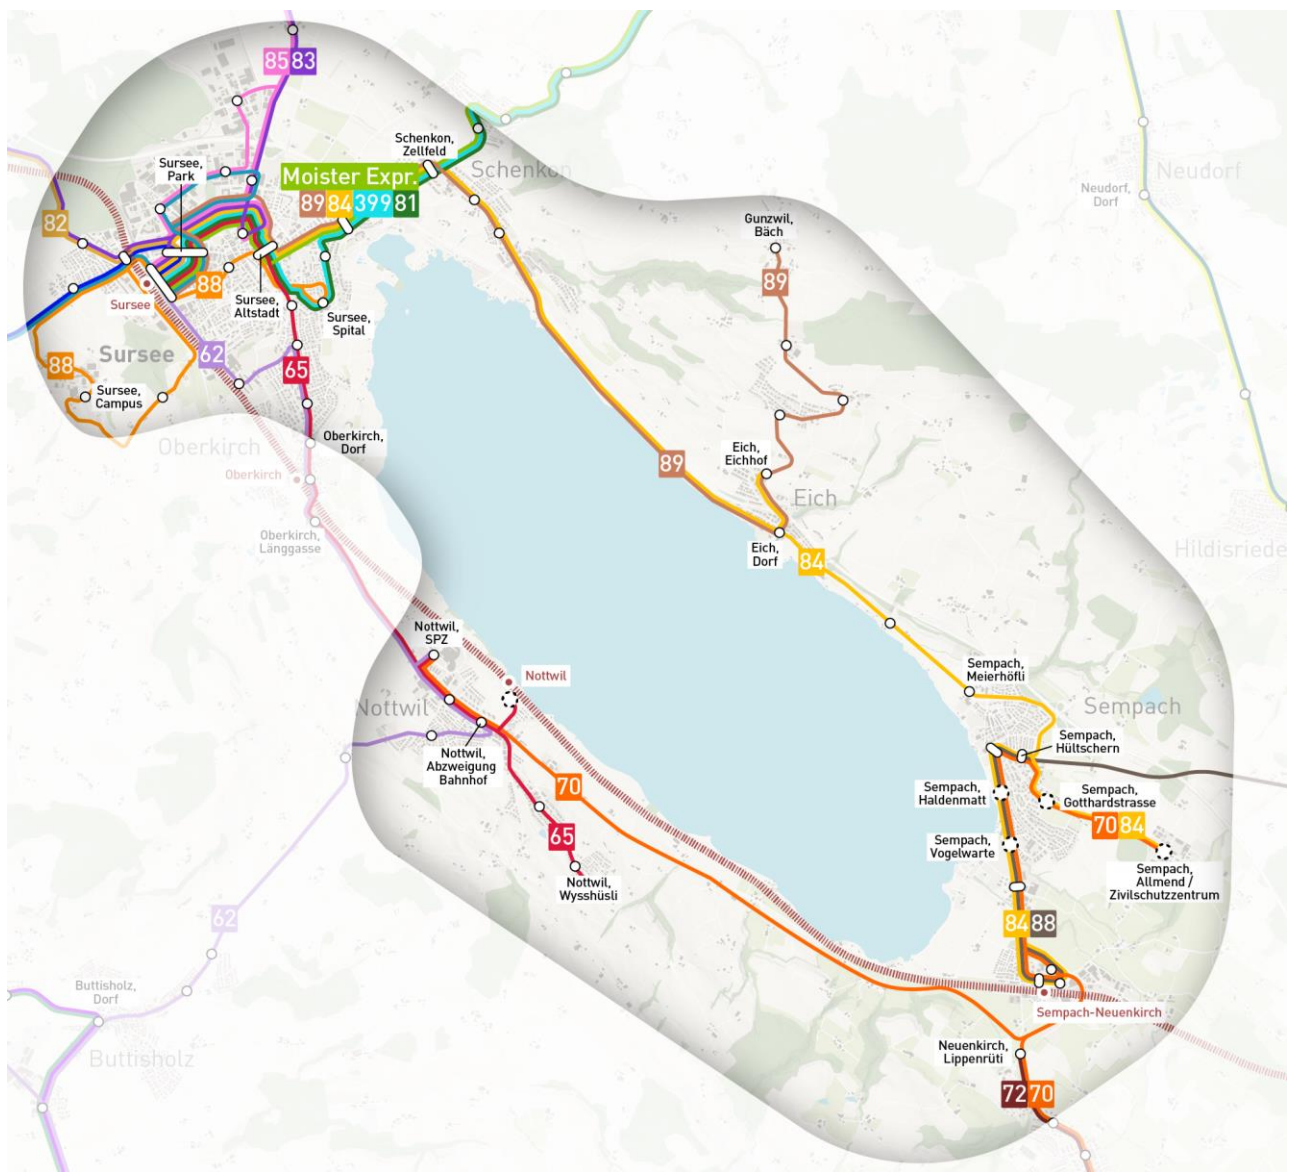 85 83
Schenkon,
Zellfeld
Schenkon
Neudorf
Neudorf,
Dorf
Sursee,
Park
Moister Expr.
89 84 399 81
82
Gunzwil,
Bäch
89
88
Sursee
Sursee,
Altstadt
Sursee,
Spital
Sursee
62
65
88
Sursee,
Campus
Oberkirch
Oberkirch,
Dorf
Oberkirch
89
Eich,
Eichhof
Eich
Oberkirch,
Länggasse
Eich,
Dorf
84
Hildisriede
Nottwil,
SPZ
Nottwil
Sempach,
Meierhöfli
Nottwil
Sempach
Nottwil,
Abzweigung
Bahnhof
Sempach,
Hültschern
70
Sempach,
Haldenmatt
Sempach,
Gotthardstrasse
70 84
65
Sempach,
Vogelwarte
Nottwil,
Wysshüsli
Sempach,
Allmend /
Zivilschutzzentrum
62
84 88
Buttisholz,
Dorf
Sempach-Neuenkirch
Buttisholz
Neuenkirch,
Lippenrüti
72 70